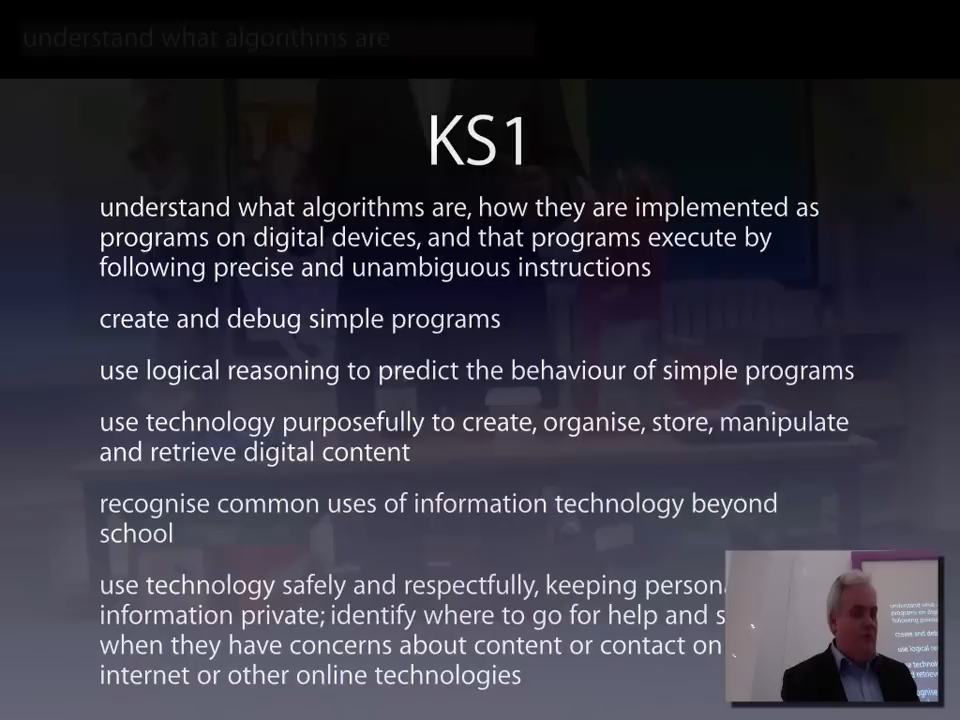 understand what algorithms are
KS1
understand what algorithms are, how they are implemented as
programs on digital devices, and that programs execute by
following precise and unambiguous instructions
create and debug simple programs
use logical reasoning to predict the behaviour of simple programs
use technology purposefully to create, organise, store, manipulate
and retrieve digital content
recognise common uses of information technology beyond
school
use technology safely and respectfully, keeping
information private; identify where to go for help and
when they have concerns about content or contact on
internet or other online technologies